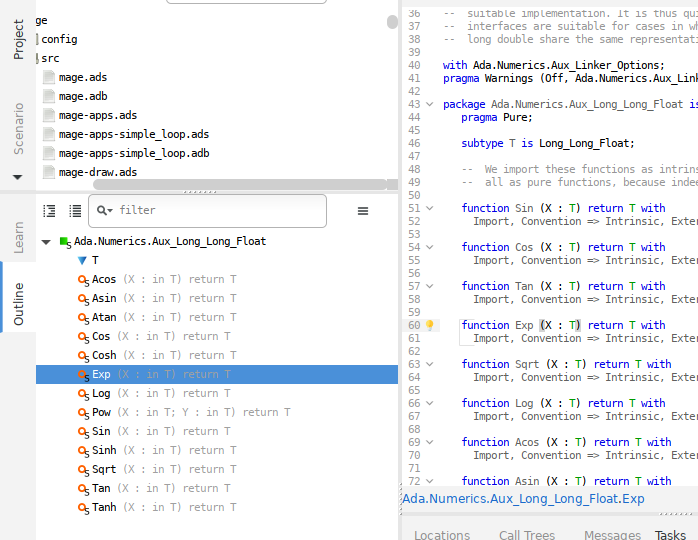 Project
Scenario
Learn
Outline
ge
config
src
mage.ads
mage.adb
mage-apps.ads
mage-apps-simple_loop.ads
mage-apps-simple_loop.adb
mage-draw.ads
filter
Ada.Numerics.Aux_Long_Long_Float
T
Acos (X : in T) return T
Asin (X : in T) return T
Atan (X : in T) return T
Cos (X : in T) return T
Cosh (X : in T) return T
Exp (X : in T) return T
Log (X : in T) return T
Pow (X : in T; Y : in T) return T
Sin (X : in T) return T
Sinh (X : in T) return T
Sqrt (X : in T) return T
Tan (X : in T) return T
Tanh (X : in T) return T
36 -- suitable implementation. It is thus qui
37 -- interfaces are suitable for cases in wh
38 -- long double share the same representati
39
40 with Ada.Numerics.Aux_Linker_Options;
41 pragma Warnings (Off, Ada.Numerics.Aux_Link
42
43 package Ada.Numerics.Aux_Long_Long_Float is
44 pragma Pure;
45
46 subtype T is Long_Long_Float;
47
48 -- We import these functions as intrins
49 -- all as pure functions, because indee
50
51 function Sin (X : T) return T with
52 Import, Convention => Intrinsic, Exter
53
54 function Cos (X : T) return T with
55 Import, Convention => Intrinsic, Exter
56
57 function Tan (X : T) return T with
58 Import, Convention => Intrinsic, Exter
59
60 function Exp (X : T) return T with
61 Import, Convention => Intrinsic, Exter
62
63 function Sqrt (X : T) return T with
64 Import, Convention => Intrinsic, Exter
65
66 function Log (X : T) return T with
67 Import, Convention => Intrinsic, Exter
68
69 function Acos (X : T) return T with
70 Import, Convention => Intrinsic, Exter
71
72 function Asin (X : T) return T with
Ada.Numerics.Aux_Long_Long_Float.Exp
Locations Call Trees Messages Tasks